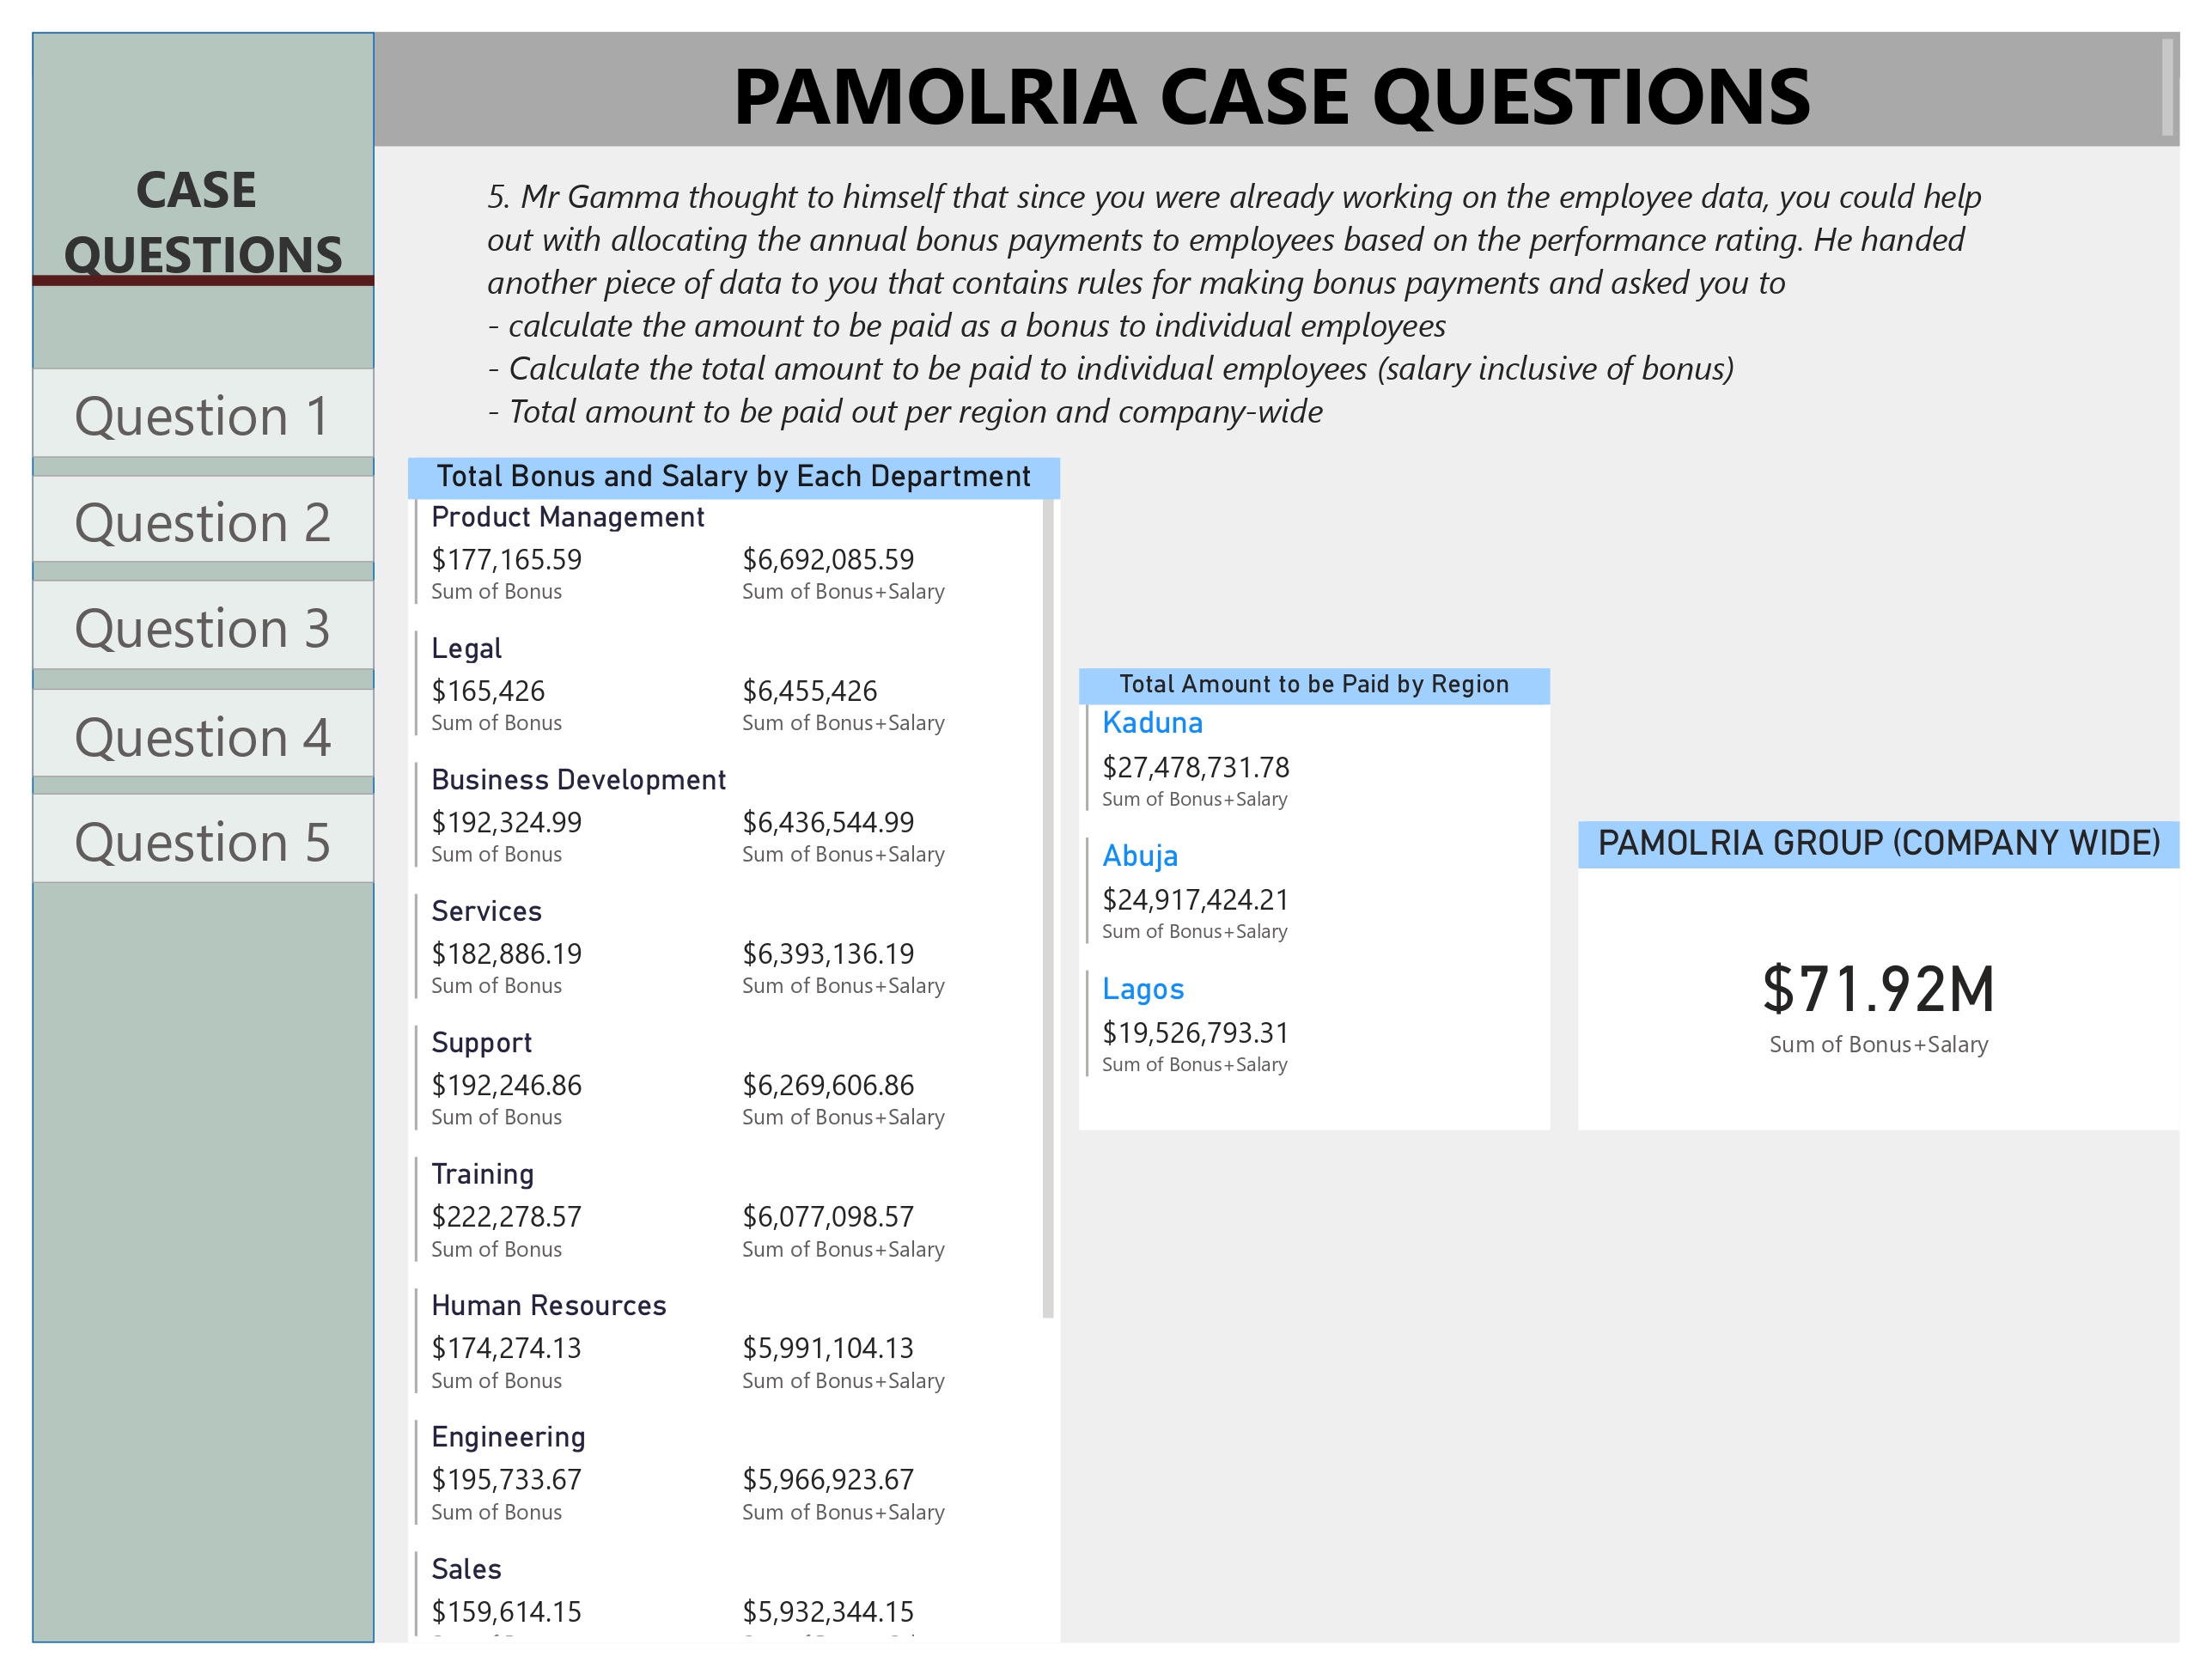 PAMOLRIA CASE QUESTIONS
CASE
QUESTIONS
Question 1
Question 2
Question 3
Question 4
Question 5
5. Mr Gamma thought to himself that since you were already working on the employee data, you could help
out with allocating the annual bonus payments to employees based on the performance rating. He handed
another piece of data to you that contains rules for making bonus payments and asked you to
- calculate the amount to be paid as a bonus to individual employees
- Calculate the total amount to be paid to individual employees (salary inclusive of bonus)
- Total amount to be paid out per region and company-wide
Total Bonus and Salary by Each Department
Product Management
$177,165.59 $6,692,085.59
Sum of Bonus Sum of Bonus+Salary
Legal
$165,426 $6,455,426
Sum of Bonus Sum of Bonus+Salary
Business Development
$192,324.99 $6,436,544.99
Sum of Bonus Sum of Bonus+Salary
Services
$182,886.19 $6,393,136.19
Sum of Bonus Sum of Bonus+Salary
Support
$192,246.86 $6,269,606.86
Sum of Bonus Sum of Bonus+Salary
Training
$222,278.57 $6,077,098.57
Sum of Bonus Sum of Bonus+Salary
Human Resources
$174,274.13 $5,991,104.13
Sum of Bonus Sum of Bonus+Salary
Engineering
$195,733.67 $5,966,923.67
Sum of Bonus Sum of Bonus+Salary
Sales
$159,614.15 $5,932,344.15
Total Amount to be Paid by Region
Kaduna
$27,478,731.78
Sum of Bonus+Salary
Abuja
$24,917,424.21
Sum of Bonus+Salary
Lagos
$19,526,793.31
Sum of Bonus+Salary
PAMOLRIA GROUP (COMPANY WIDE)
$71.92M
Sum of Bonus+Salary